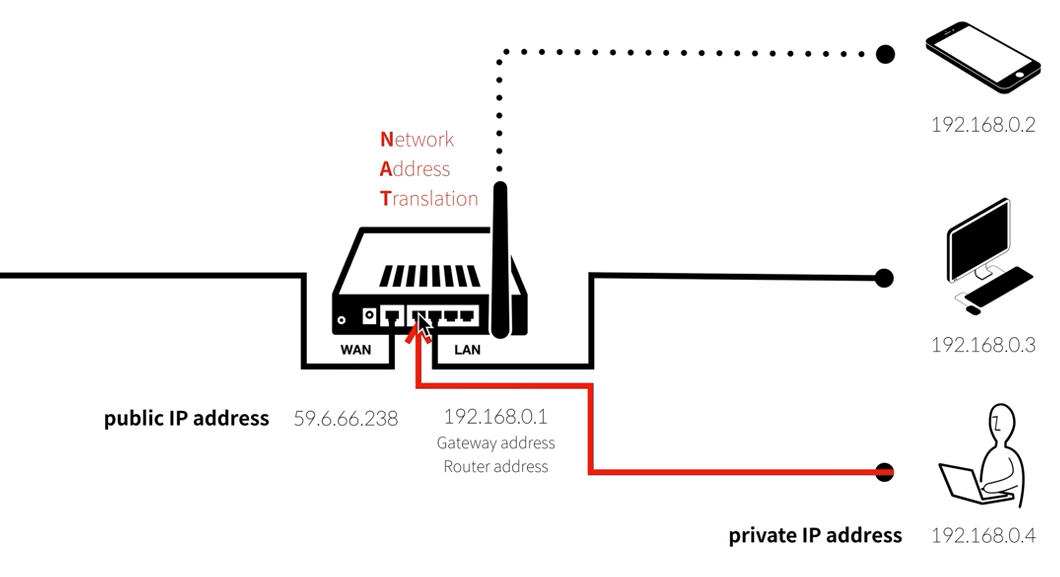 192.168.0.2
Network
Address
Translation
192.168.0.3
WAN
LAN
public IP address 59.6.66.238
192.168.0.1
Gateway address
Router address
private IP address 192.168.0.4